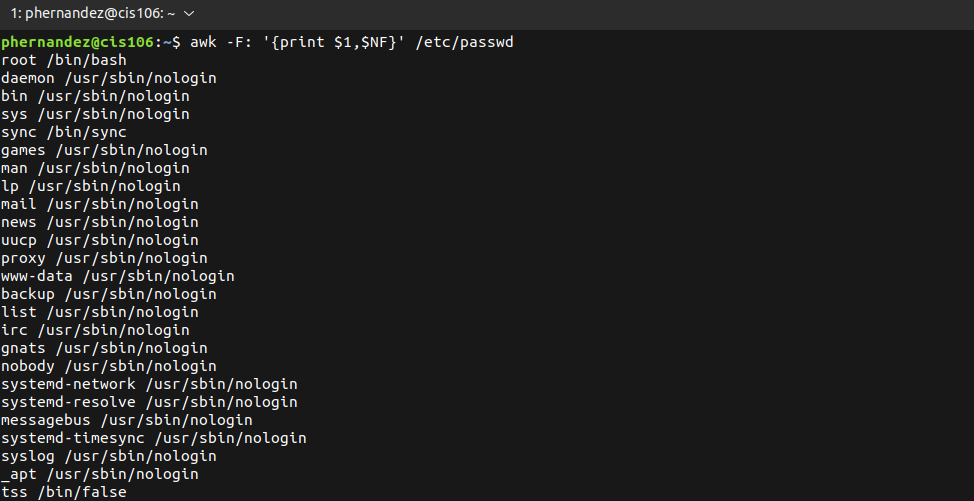 1: phernandez@cis106: ~
phernandez@cis106:~$ awk -F: '{print $1,$NF}' /etc/passwd
root /bin/bash
daemon /usr/sbin/nologin
bin /usr/sbin/nologin
sys /usr/sbin/nologin
sync /bin/sync
games /usr/sbin/nologin
man /usr/sbin/nologin
lp /usr/sbin/nologin
mail /usr/sbin/nologin
news /usr/sbin/nologin
uucp /usr/sbin/nologin
proxy /usr/sbin/nologin
www-data /usr/sbin/nologin
backup /usr/sbin/nologin
list /usr/sbin/nologin
irc /usr/sbin/nologin
gnats /usr/sbin/nologin
nobody /usr/sbin/nologin
systemd-network /usr/sbin/nologin
systemd-resolve /usr/sbin/nologin
messagebus /usr/sbin/nologin
systemd-timesync /usr/sbin/nologin
syslog /usr/sbin/nologin
_apt /usr/sbin/nologin
tss /bin/false